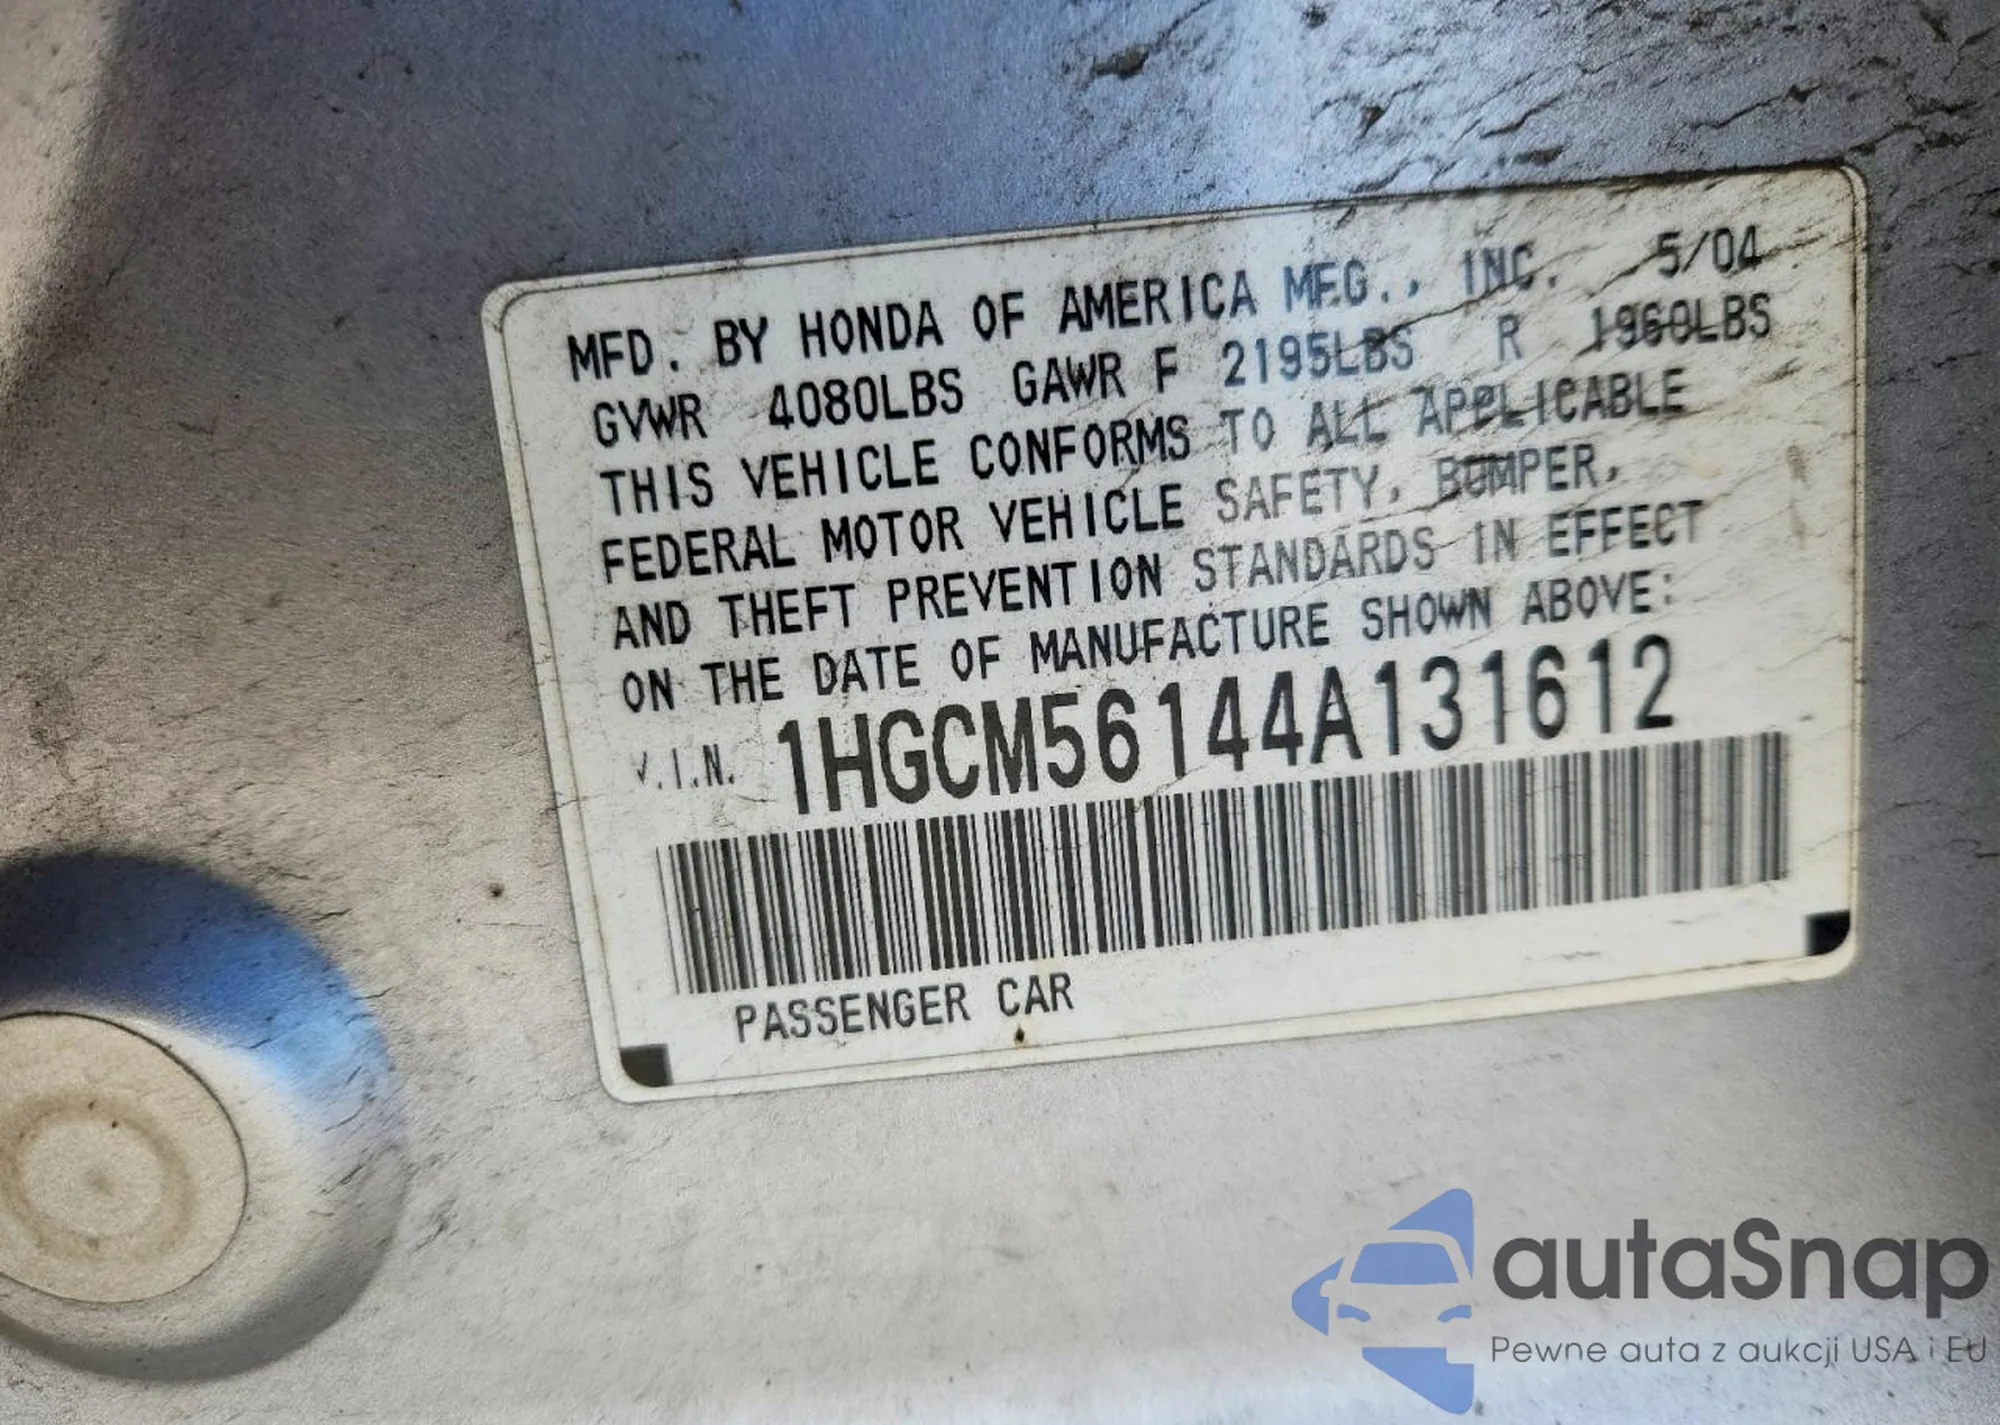 MFD. BY HONDA OF AMERICA MFG., INC. 5/04
GVWR 4080LBS GAWR F 2195LBS R 1960LBS
THIS VEHICLE CONFORMS TO ALL APPLICABLE
FEDERAL MOTOR VEHICLE SAFETY, BUMPER,
AND THEFT PREVENTION STANDARDS IN EFFECT
ON THE DATE OF MANUFACTURE SHOWN ABOVE:
V.I.N. 1HGCM56144A131612
PASSENGER CAR
autaSnap
Pewne auta z aukcji USA i EU